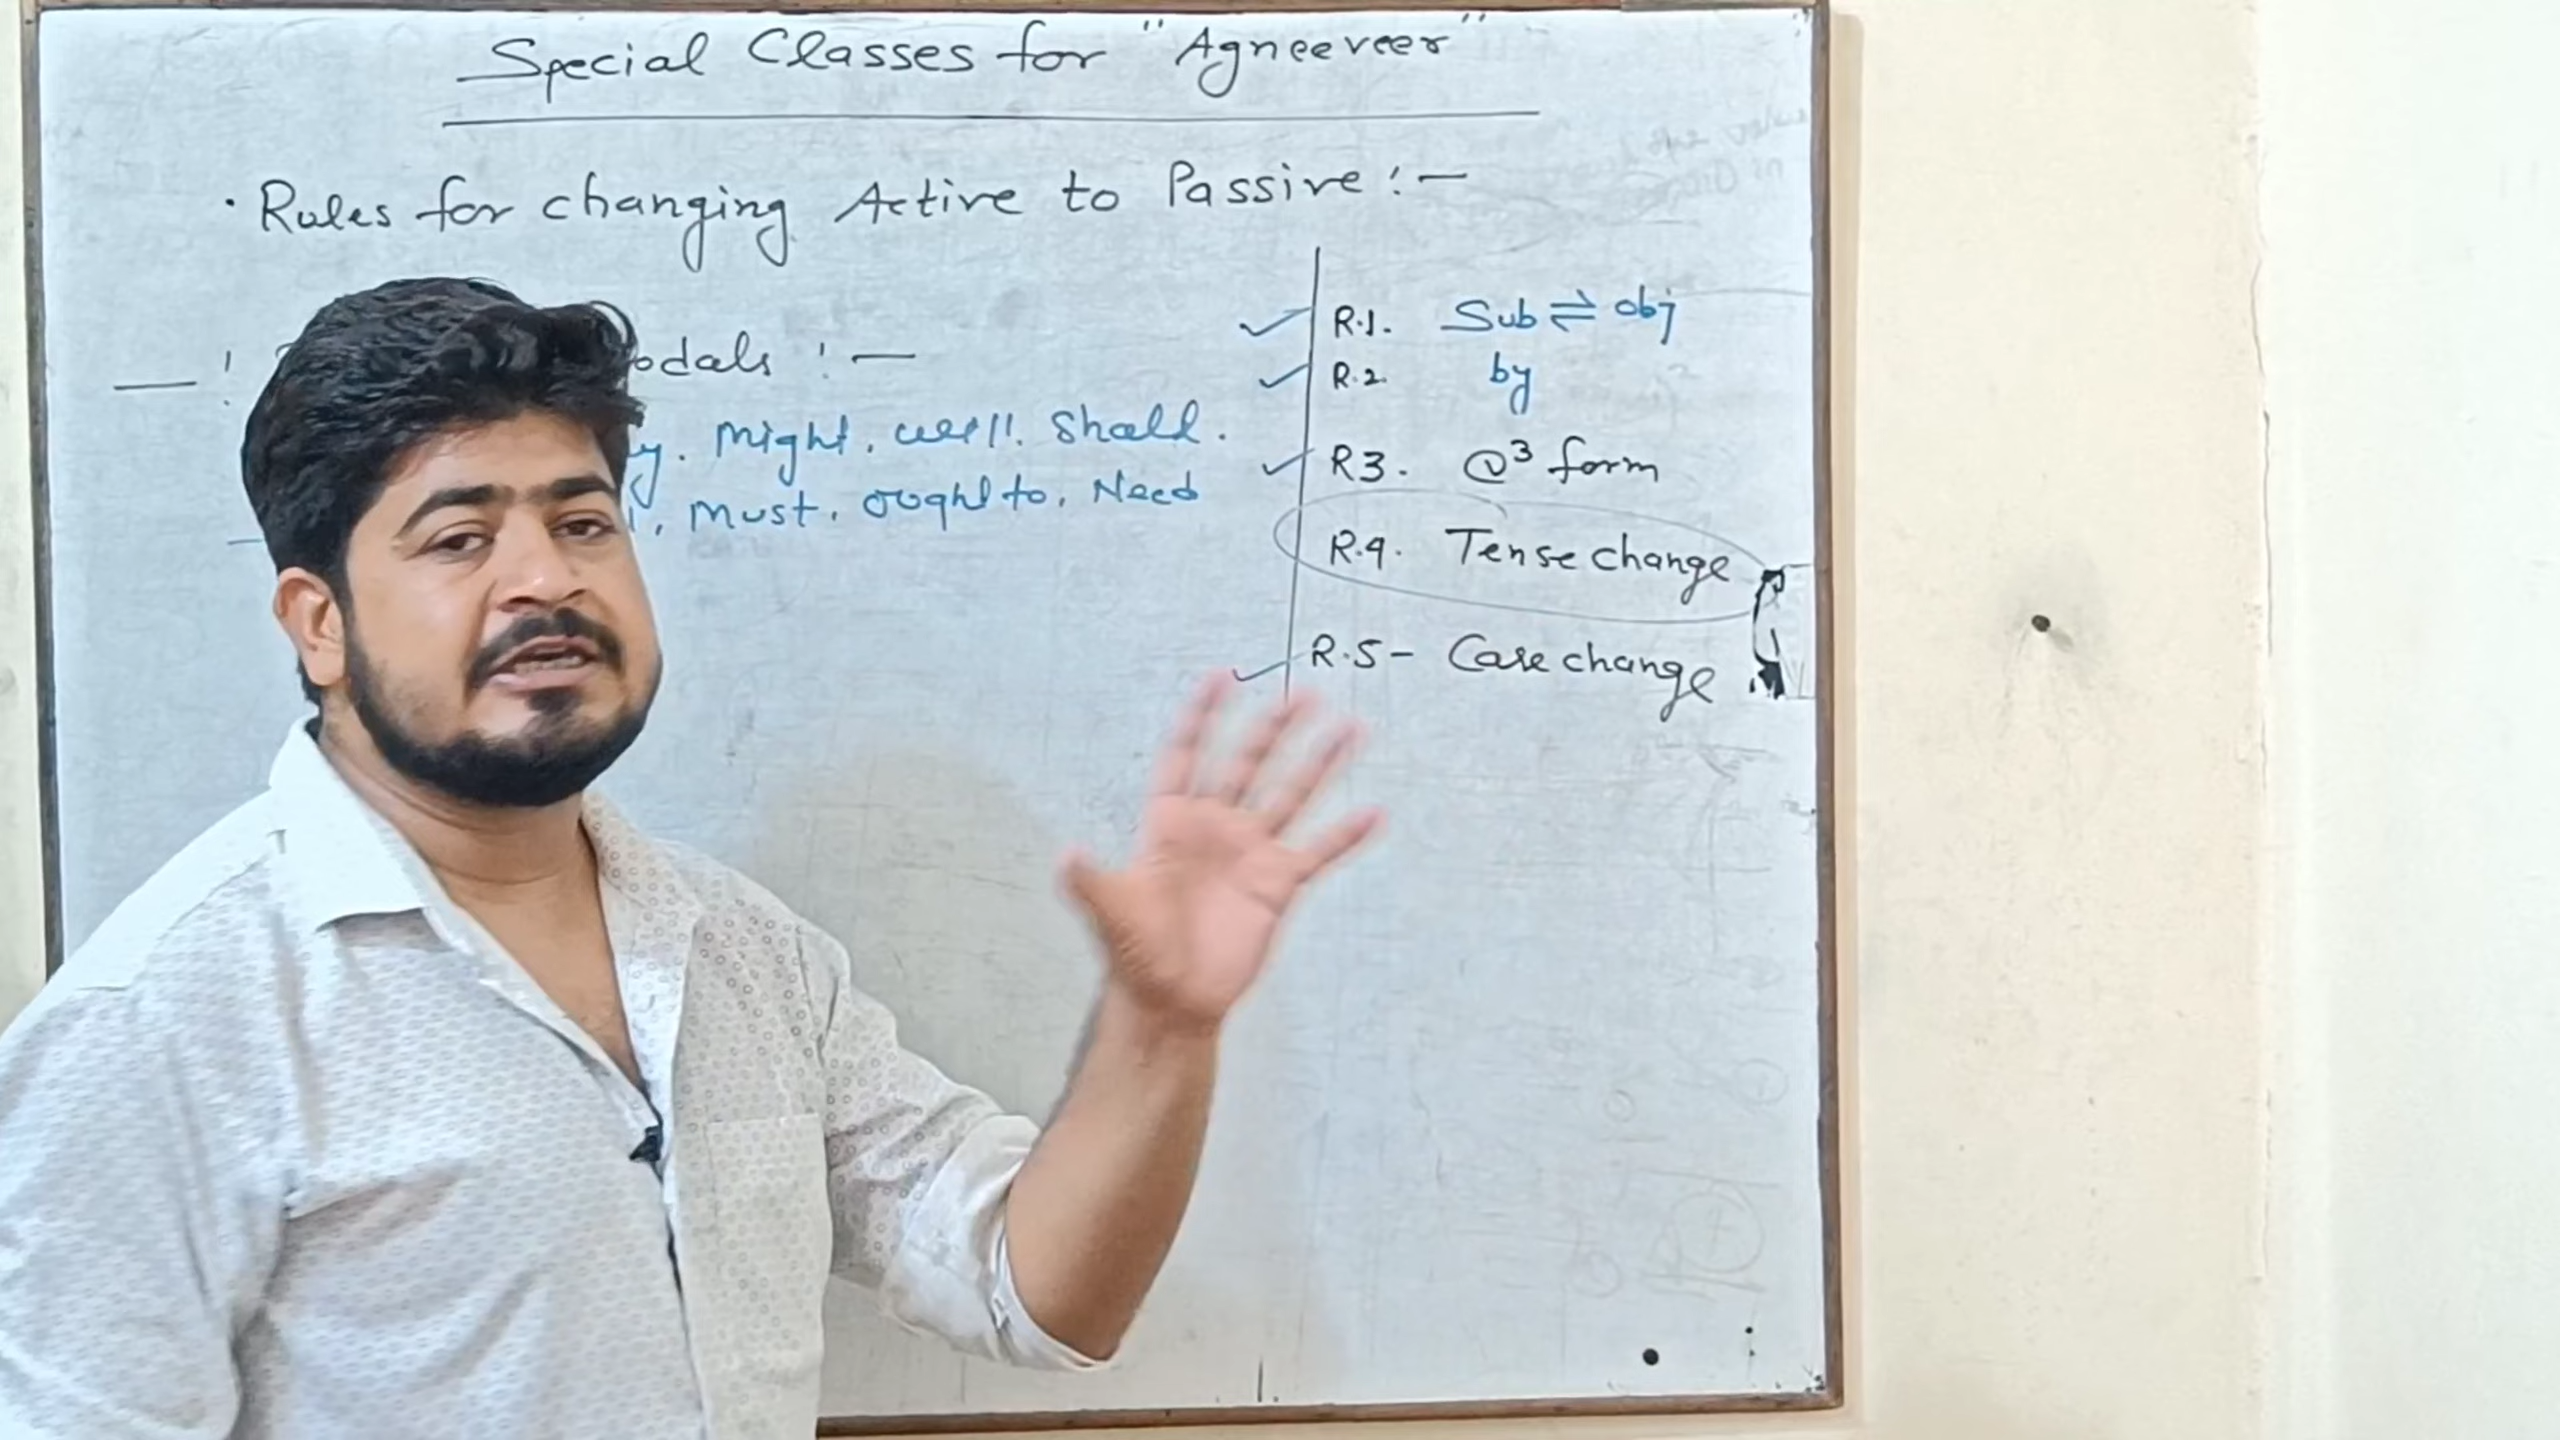 Special Classes for "Agneeveer"
· Rules for changing Active to Passive :-
odals :-
y. Might. will. Shall.
, Must. ought to. Need
R.1. Sub ⇌ obj
R.2. by
R3. V³ form
R.4. Tense change
R.5 - Case change